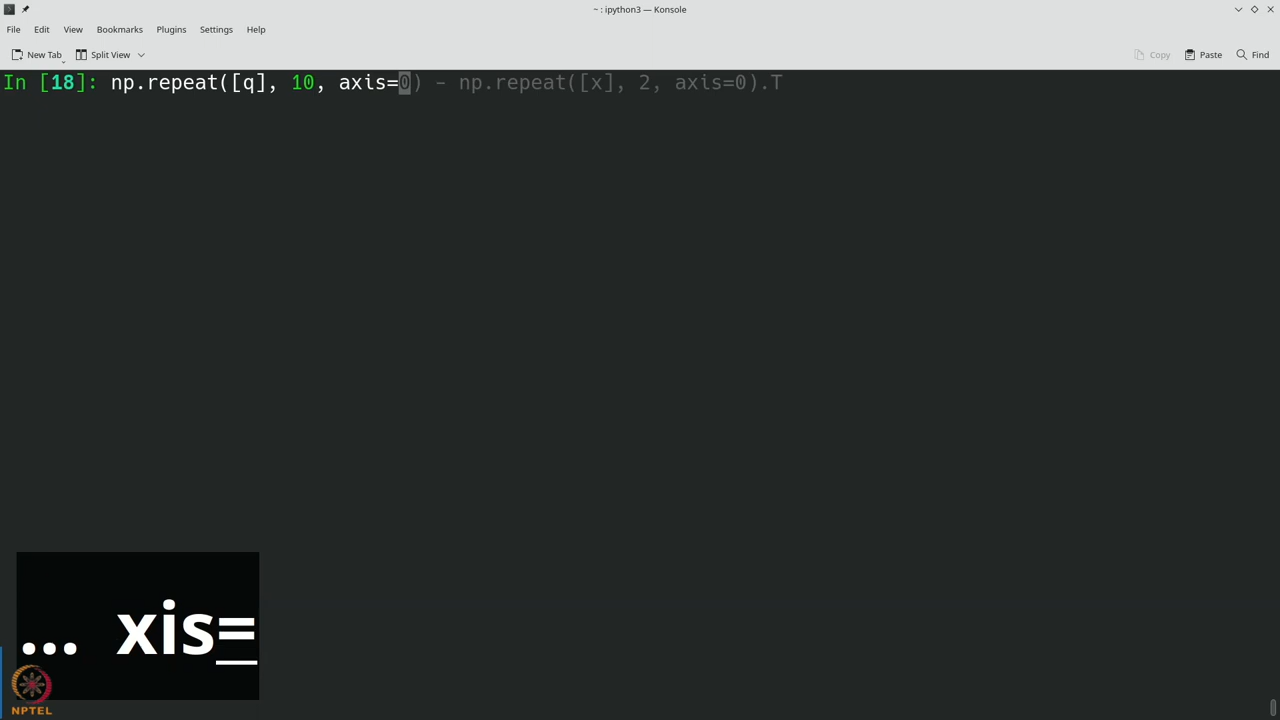 ~ : ipython3 — Konsole
File Edit View Bookmarks Plugins Settings Help
New Tab Split View Copy Paste Find
In [18]: np.repeat([q], 10, axis=0) - np.repeat([x], 2, axis=0).T
... xis=
NPTEL